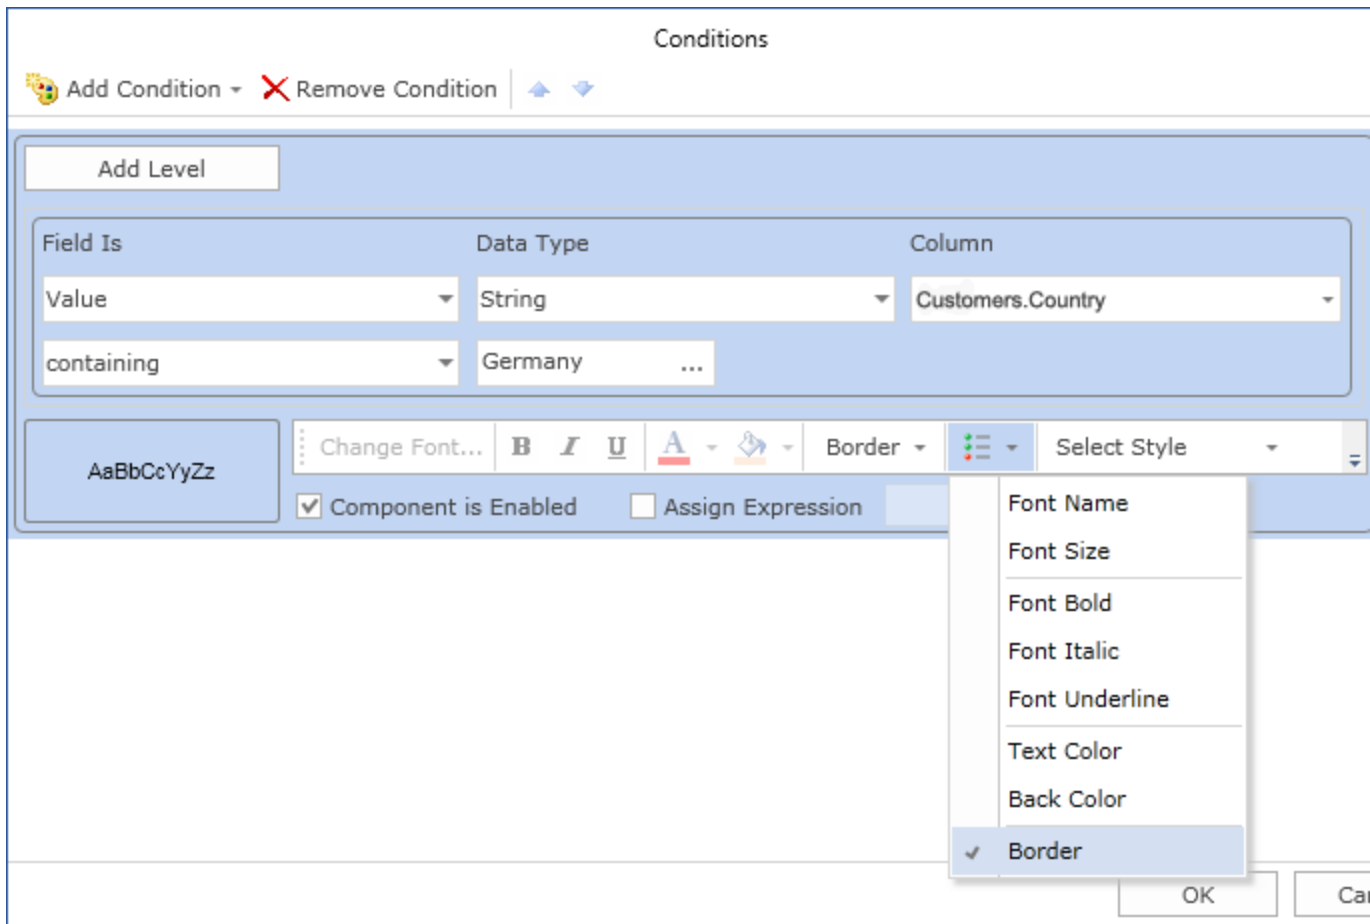 Conditions
Add Condition Remove Condition
Add Level
Field Is Data Type Column
Value String Customers.Country
containing Germany ...
AaBbCcYyZz Change Font... B I U A Border Select Style
Component is Enabled Assign Expression
Font Name
Font Size
Font Bold
Font Italic
Font Underline
Text Color
Back Color
Border
OK Ca